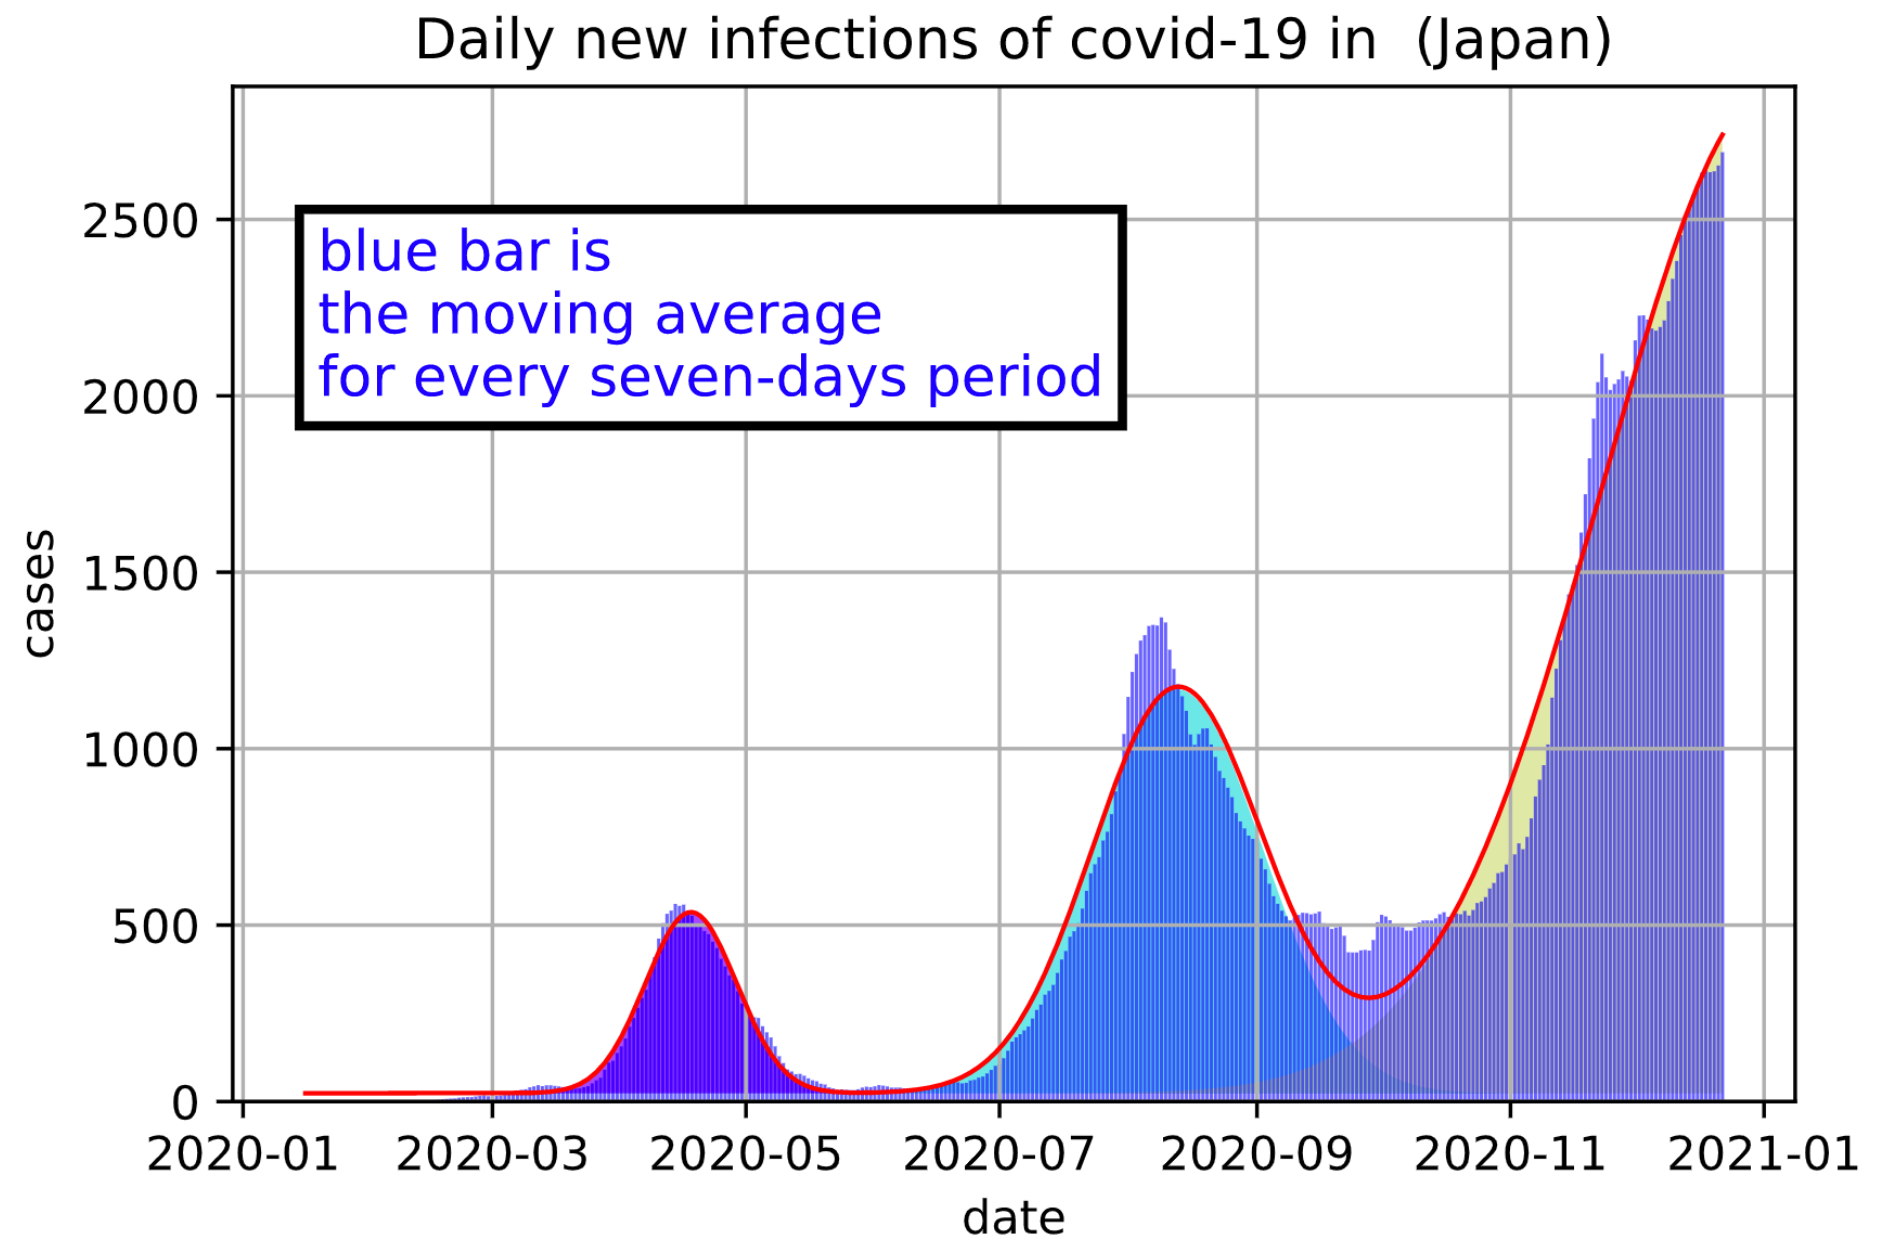 Daily new infections of covid-19 in  (Japan)
blue bar is
the moving average
for every seven-days period
cases
2500
2000
1500
1000
500
0
2020-01 2020-03 2020-05 2020-07 2020-09 2020-11 2021-01
date